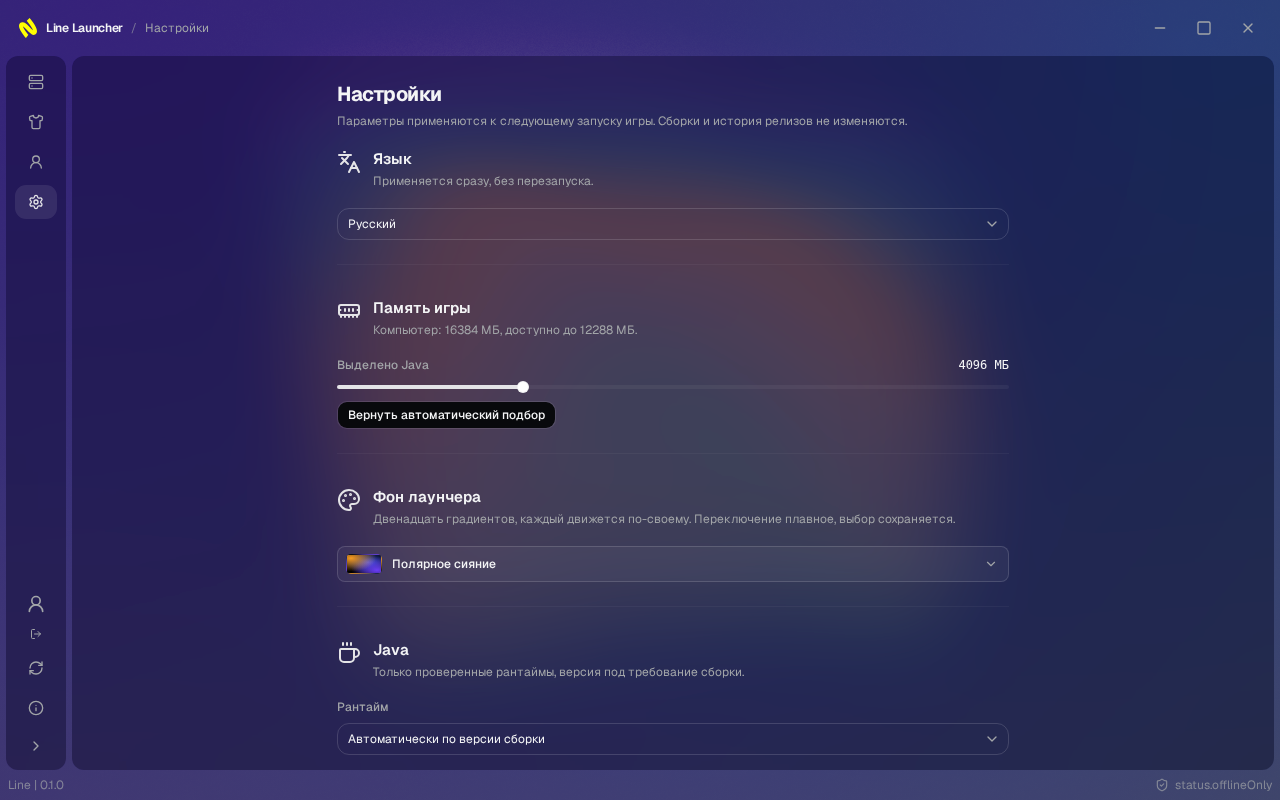 Line Launcher / Настройки
Настройки
Параметры применяются к следующему запуску игры. Сборки и история релизов не изменяются.
Язык
Применяется сразу, без перезапуска.
Русский
Память игры
Компьютер: 16384 МБ, доступно до 12288 МБ.
Выделено Java 4096 МБ
Вернуть автоматический подбор
Фон лаунчера
Двенадцать градиентов, каждый движется по-своему. Переключение плавное, выбор сохраняется.
Полярное сияние
Java
Только проверенные рантаймы, версия под требование сборки.
Рантайм
Автоматически по версии сборки
Line | 0.1.0 status.offlineOnly